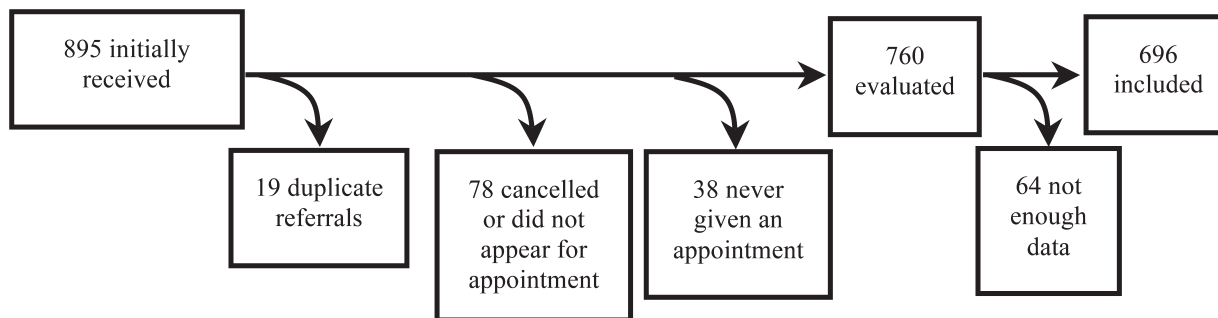 895 initially
received
760
evaluated
696
included
19 duplicate
referrals
78 cancelled
or did not
appear for
appointment
38 never
given an
appointment
64 not
enough
data